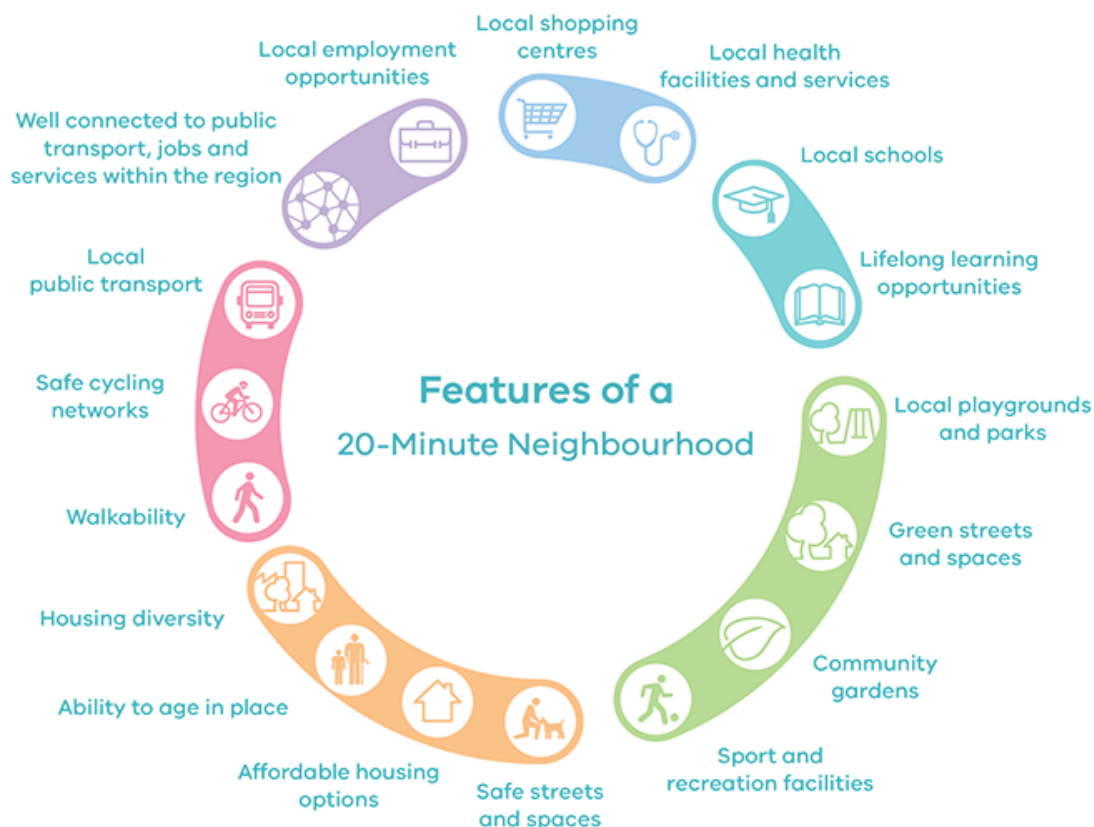 Local shopping
centres
Local health
facilities and services
Local schools
Lifelong learning
opportunities
Local playgrounds
and parks
Green streets
and spaces
Community
gardens
Sport and
recreation facilities
Safe streets
and spaces
Affordable housing
options
Ability to age in place
Housing diversity
Walkability
Safe cycling
networks
Local
public transport
Well connected to public
transport, jobs and
services within the region
Local employment
opportunities
Features of a
20-Minute Neighbourhood